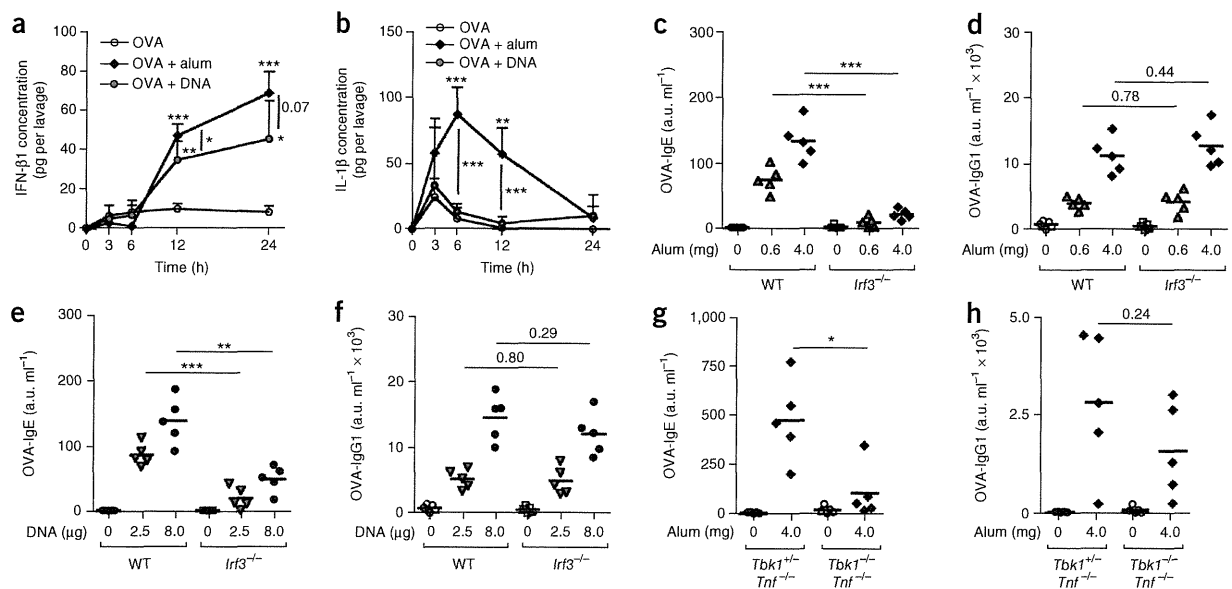 a
IFN-β1 concentration
(pg per lavage)
100
80
60
40
20
0
OVA
OVA + alum
OVA + DNA
***
***
**
*
0.07
*
0 3 6 12 24
Time (h)
b
IL-1β concentration
(pg per lavage)
150
100
50
0
OVA
OVA + alum
OVA + DNA
***
**
***
***
0 3 6 12 24
Time (h)
c
OVA-IgE (a.u. ml−1)
300
200
100
0
***
***
Alum (mg) 0 0.6 4.0 0 0.6 4.0
WT Irf3−/−
d
OVA-IgG1 (a.u. ml−1 × 10³)
30
20
10
0
0.44
0.78
Alum (mg) 0 0.6 4.0 0 0.6 4.0
WT Irf3−/−
e
OVA-IgE (a.u. ml−1)
300
200
100
0
**
***
DNA (µg) 0 2.5 8.0 0 2.5 8.0
WT Irf3−/−
f
OVA-IgG1 (a.u. ml−1 × 10³)
30
20
10
0
0.29
0.80
DNA (µg) 0 2.5 8.0 0 2.5 8.0
WT Irf3−/−
g
OVA-IgE (a.u. ml−1)
1,000
750
500
250
0
*
Alum (mg) 0 4.0 0 4.0
Tbk1+/− Tbk1−/−
Tnf−/− Tnf−/−
h
OVA-IgG1 (a.u. ml−1 × 10³)
5.0
2.5
0
0.24
Alum (mg) 0 4.0 0 4.0
Tbk1+/− Tbk1−/−
Tnf−/− Tnf−/−